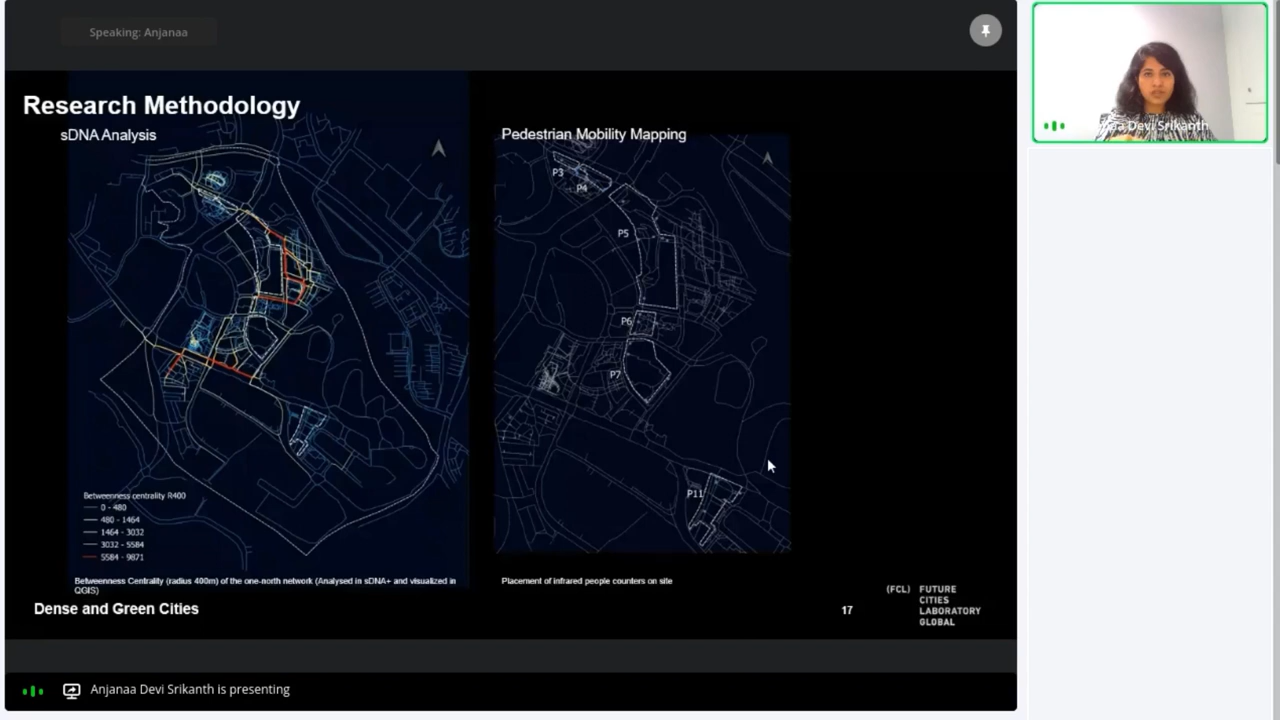 Speaking: Anjanaa
Research Methodology
sDNA Analysis
Pedestrian Mobility Mapping
P3
P4
P5
P6
P7
P11
Betweenness centrality R400
0 - 480
480 - 1464
1464 - 3032
3032 - 5584
5584 - 9871
Betweenness Centrality (radius 400m) of the one-north network (Analysed in sDNA+ and visualized in
QGIS)
Placement of infrared people counters on site
Dense and Green Cities
17
(FCL) FUTURE
CITIES
LABORATORY
GLOBAL
Anjanaa Devi Srikanth is presenting
naa Devi Srikanth